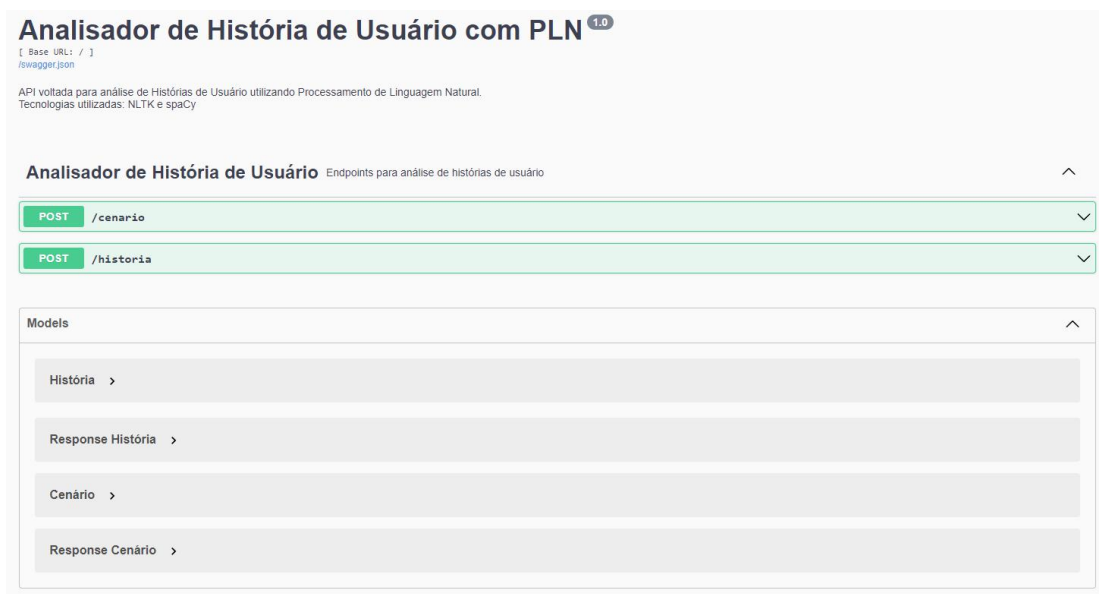 Analisador de História de Usuário com PLN 1.0
[ Base URL: / ]
/swagger.json
API voltada para análise de Histórias de Usuário utilizando Processamento de Linguagem Natural.
Tecnologias utilizadas: NLTK e spaCy
Analisador de História de Usuário Endpoints para análise de histórias de usuário
POST /cenario
POST /historia
Models
História
Response História
Cenário
Response Cenário